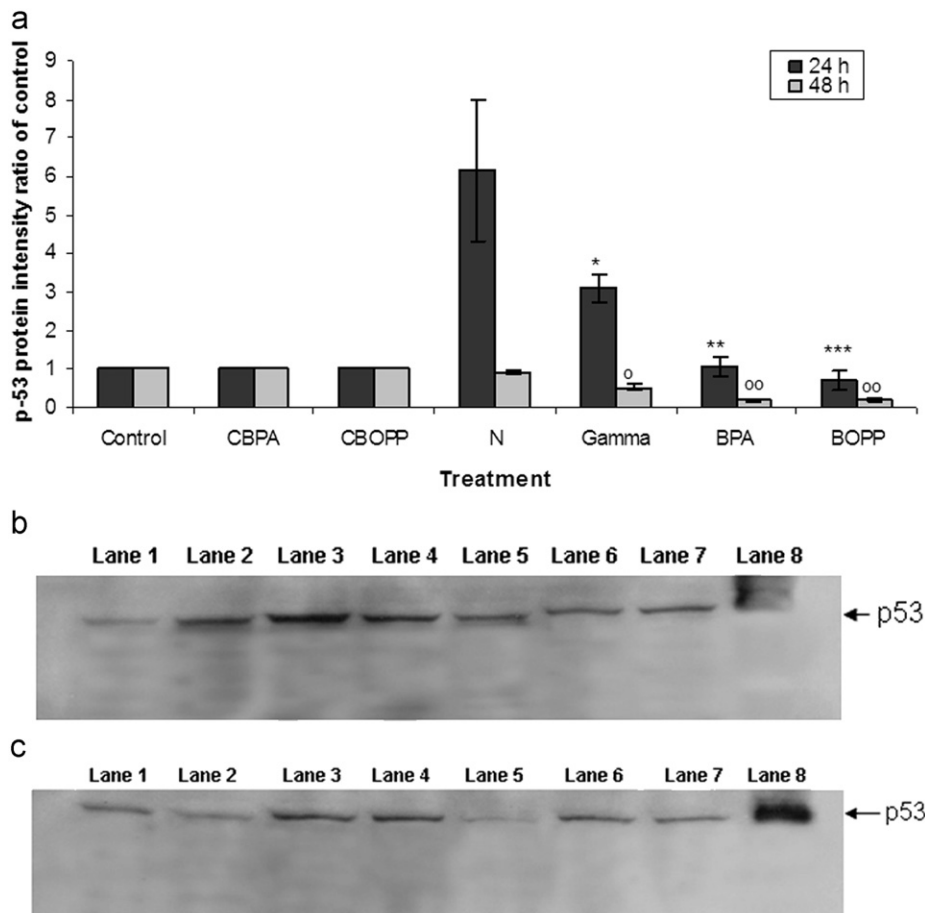 a
p-53 protein intensity ratio of control
9
8
7
6
5
4
3
2
1
0
24 h
48 h
*
o
**
oo
***
oo
Control CBPA CBOPP N Gamma BPA BOPP
Treatment
b
Lane 1 Lane 2 Lane 3 Lane 4 Lane 5 Lane 6 Lane 7 Lane 8
p53
c
Lane 1 Lane 2 Lane 3 Lane 4 Lane 5 Lane 6 Lane 7 Lane 8
p53